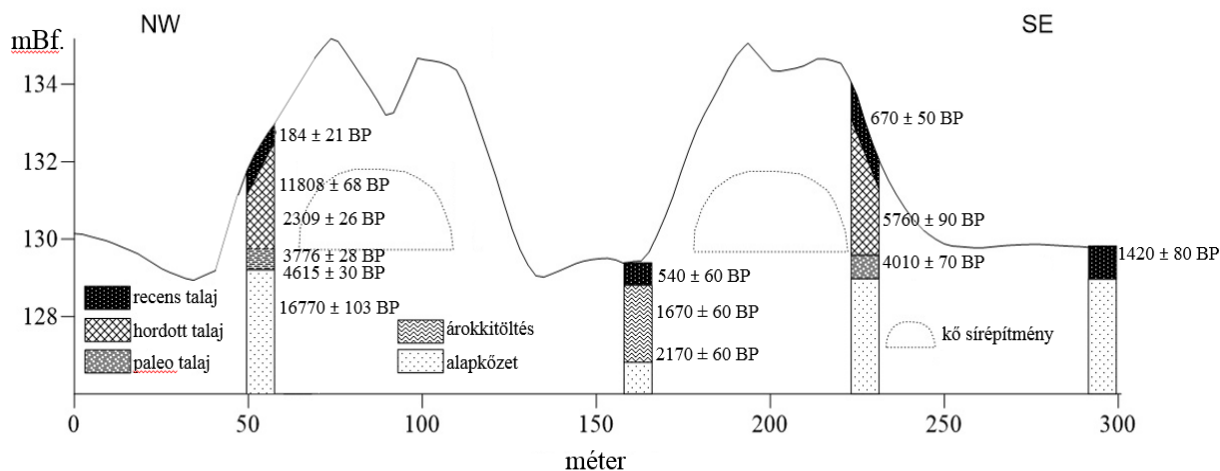 NW
SE
mBf.
134
132
130
128
184 ± 21 BP
11808 ± 68 BP
2309 ± 26 BP
3776 ± 28 BP
4615 ± 30 BP
16770 ± 103 BP
540 ± 60 BP
1670 ± 60 BP
2170 ± 60 BP
670 ± 50 BP
5760 ± 90 BP
4010 ± 70 BP
1420 ± 80 BP
recens talaj
hordott talaj
paleo talaj
árokkitöltés
alapkőzet
kő sírépítmény
0 50 100 150 200 250 300
méter